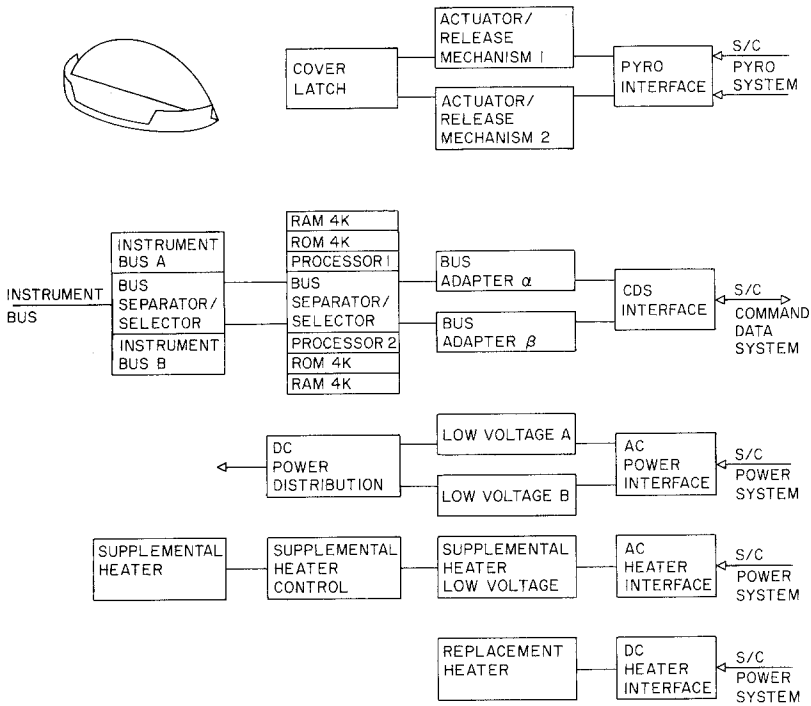 COVER
LATCH
ACTUATOR/
RELEASE
MECHANISM 1
ACTUATOR/
RELEASE
MECHANISM 2
PYRO
INTERFACE
S/C
PYRO
SYSTEM
INSTRUMENT
BUS
INSTRUMENT
BUS A
BUS
SEPARATOR/
SELECTOR
INSTRUMENT
BUS B
RAM 4K
ROM 4K
PROCESSOR 1
BUS
SEPARATOR/
SELECTOR
PROCESSOR 2
ROM 4K
RAM 4K
BUS
ADAPTER α
BUS
ADAPTER β
CDS
INTERFACE
S/C
COMMAND
DATA
SYSTEM
DC
POWER
DISTRIBUTION
LOW VOLTAGE A
LOW VOLTAGE B
AC
POWER
INTERFACE
S/C
POWER
SYSTEM
SUPPLEMENTAL
HEATER
SUPPLEMENTAL
HEATER
CONTROL
SUPPLEMENTAL
HEATER
LOW VOLTAGE
AC
HEATER
INTERFACE
S/C
POWER
SYSTEM
REPLACEMENT
HEATER
DC
HEATER
INTERFACE
S/C
POWER
SYSTEM